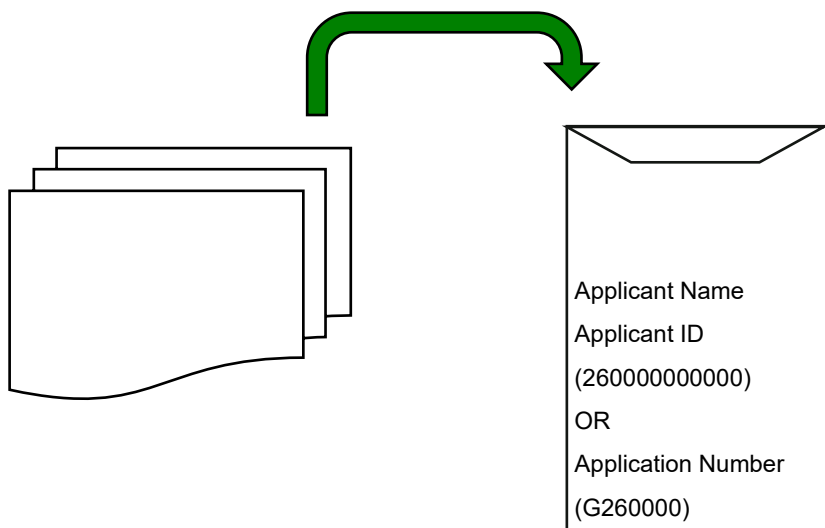 Applicant Name
Applicant ID
(260000000000)
OR
Application Number
(G260000)